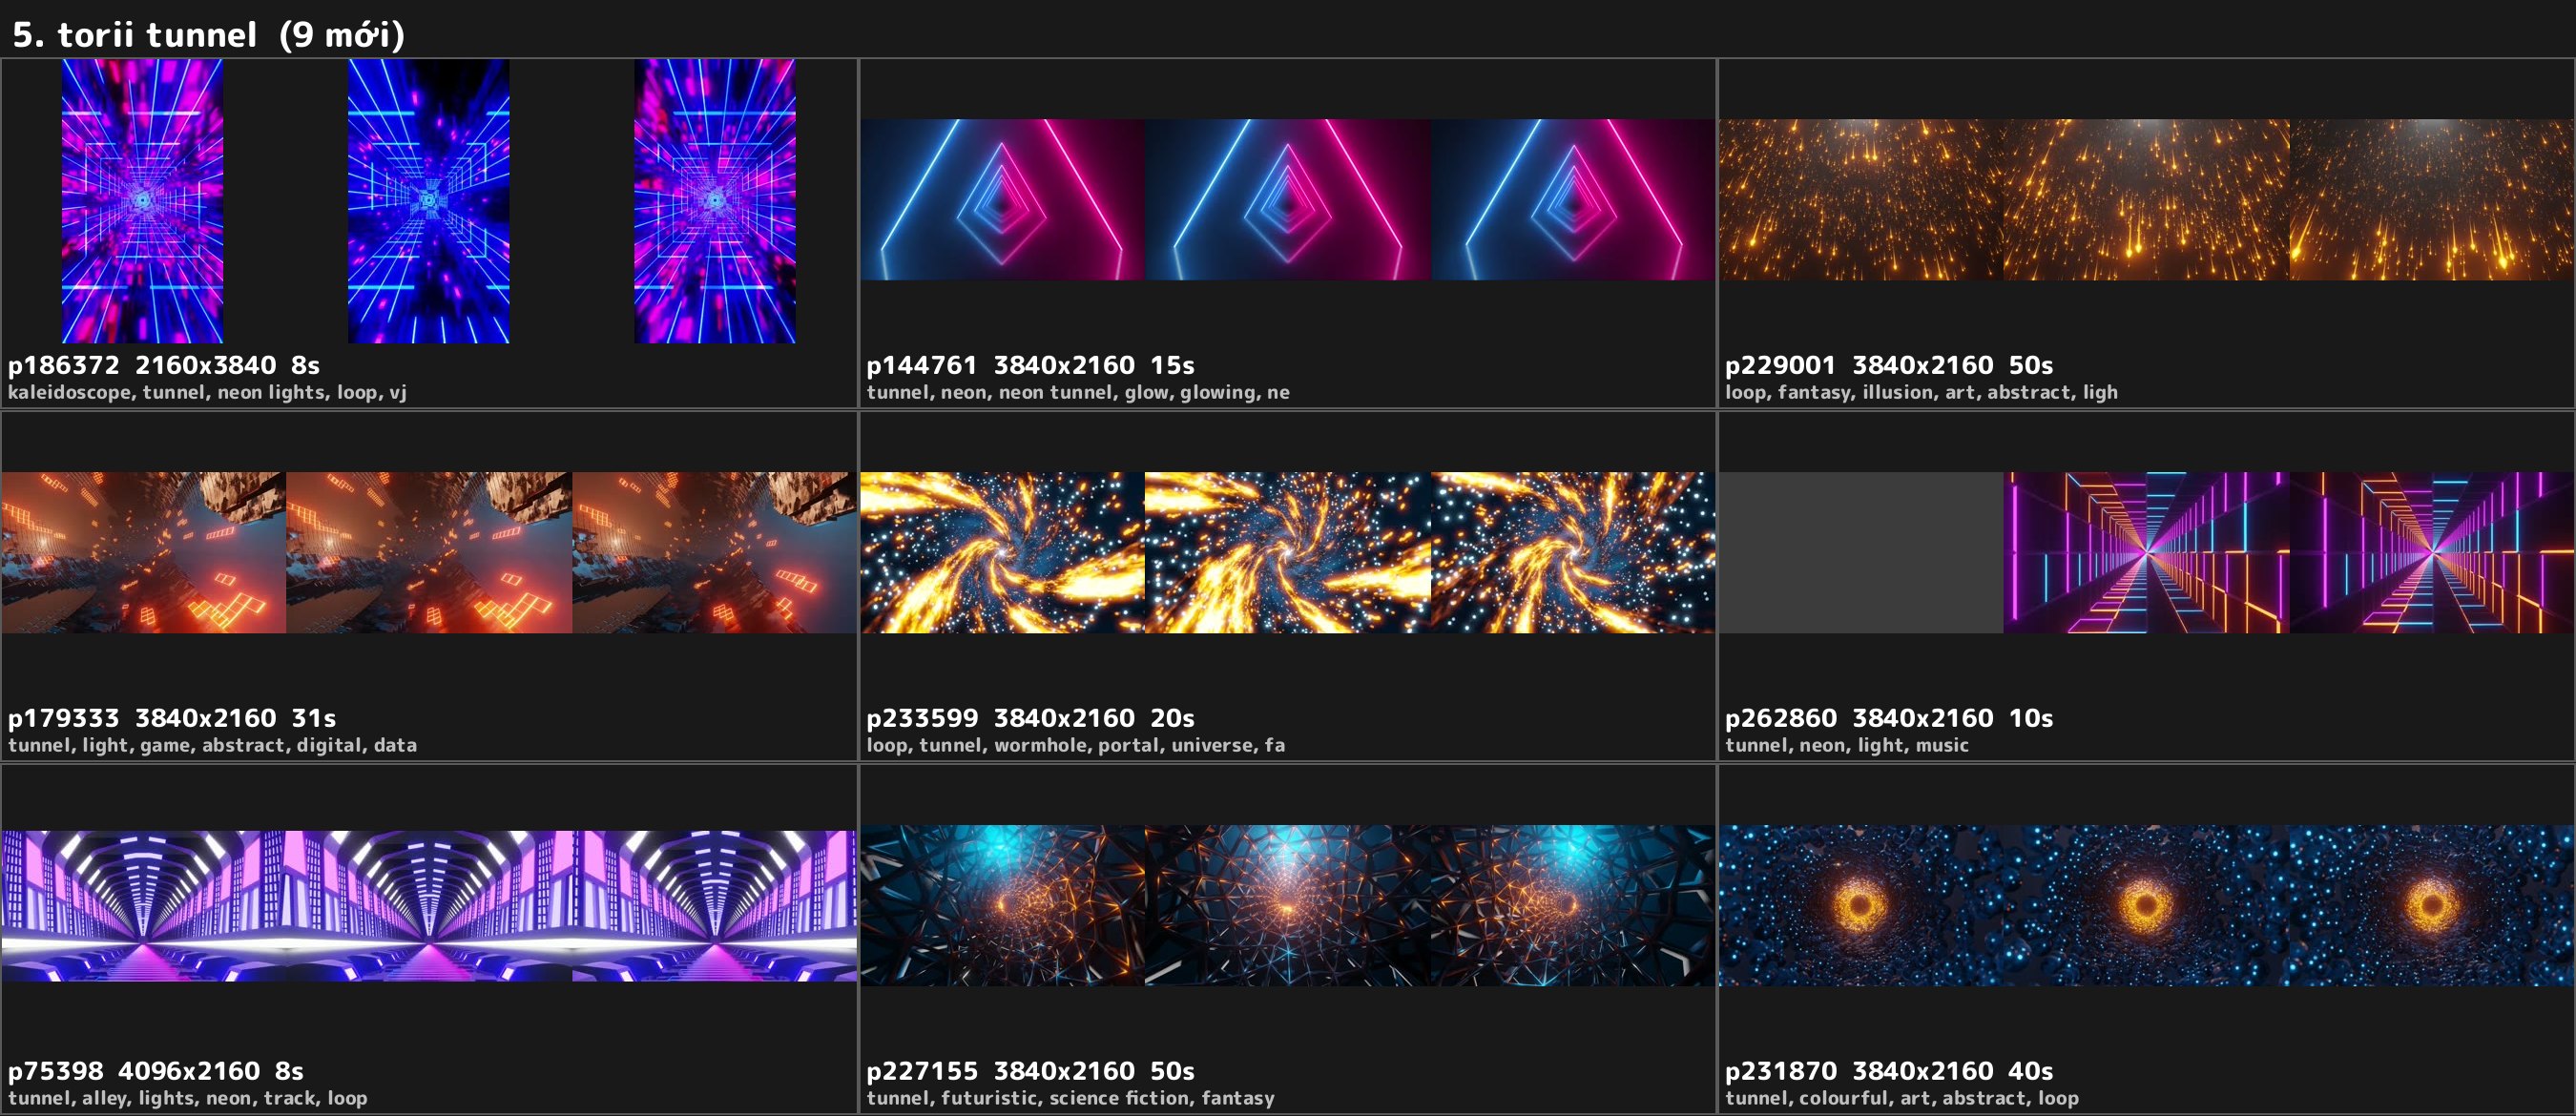 5. torii tunnel (9 mới)
p186372 2160x3840 8s
kaleidoscope, tunnel, neon lights, loop, vj
p144761 3840x2160 15s
tunnel, neon, neon tunnel, glow, glowing, ne
p229001 3840x2160 50s
loop, fantasy, illusion, art, abstract, ligh
p179333 3840x2160 31s
tunnel, light, game, abstract, digital, data
p233599 3840x2160 20s
loop, tunnel, wormhole, portal, universe, fa
p262860 3840x2160 10s
tunnel, neon, light, music
p75398 4096x2160 8s
tunnel, alley, lights, neon, track, loop
p227155 3840x2160 50s
tunnel, futuristic, science fiction, fantasy
p231870 3840x2160 40s
tunnel, colourful, art, abstract, loop